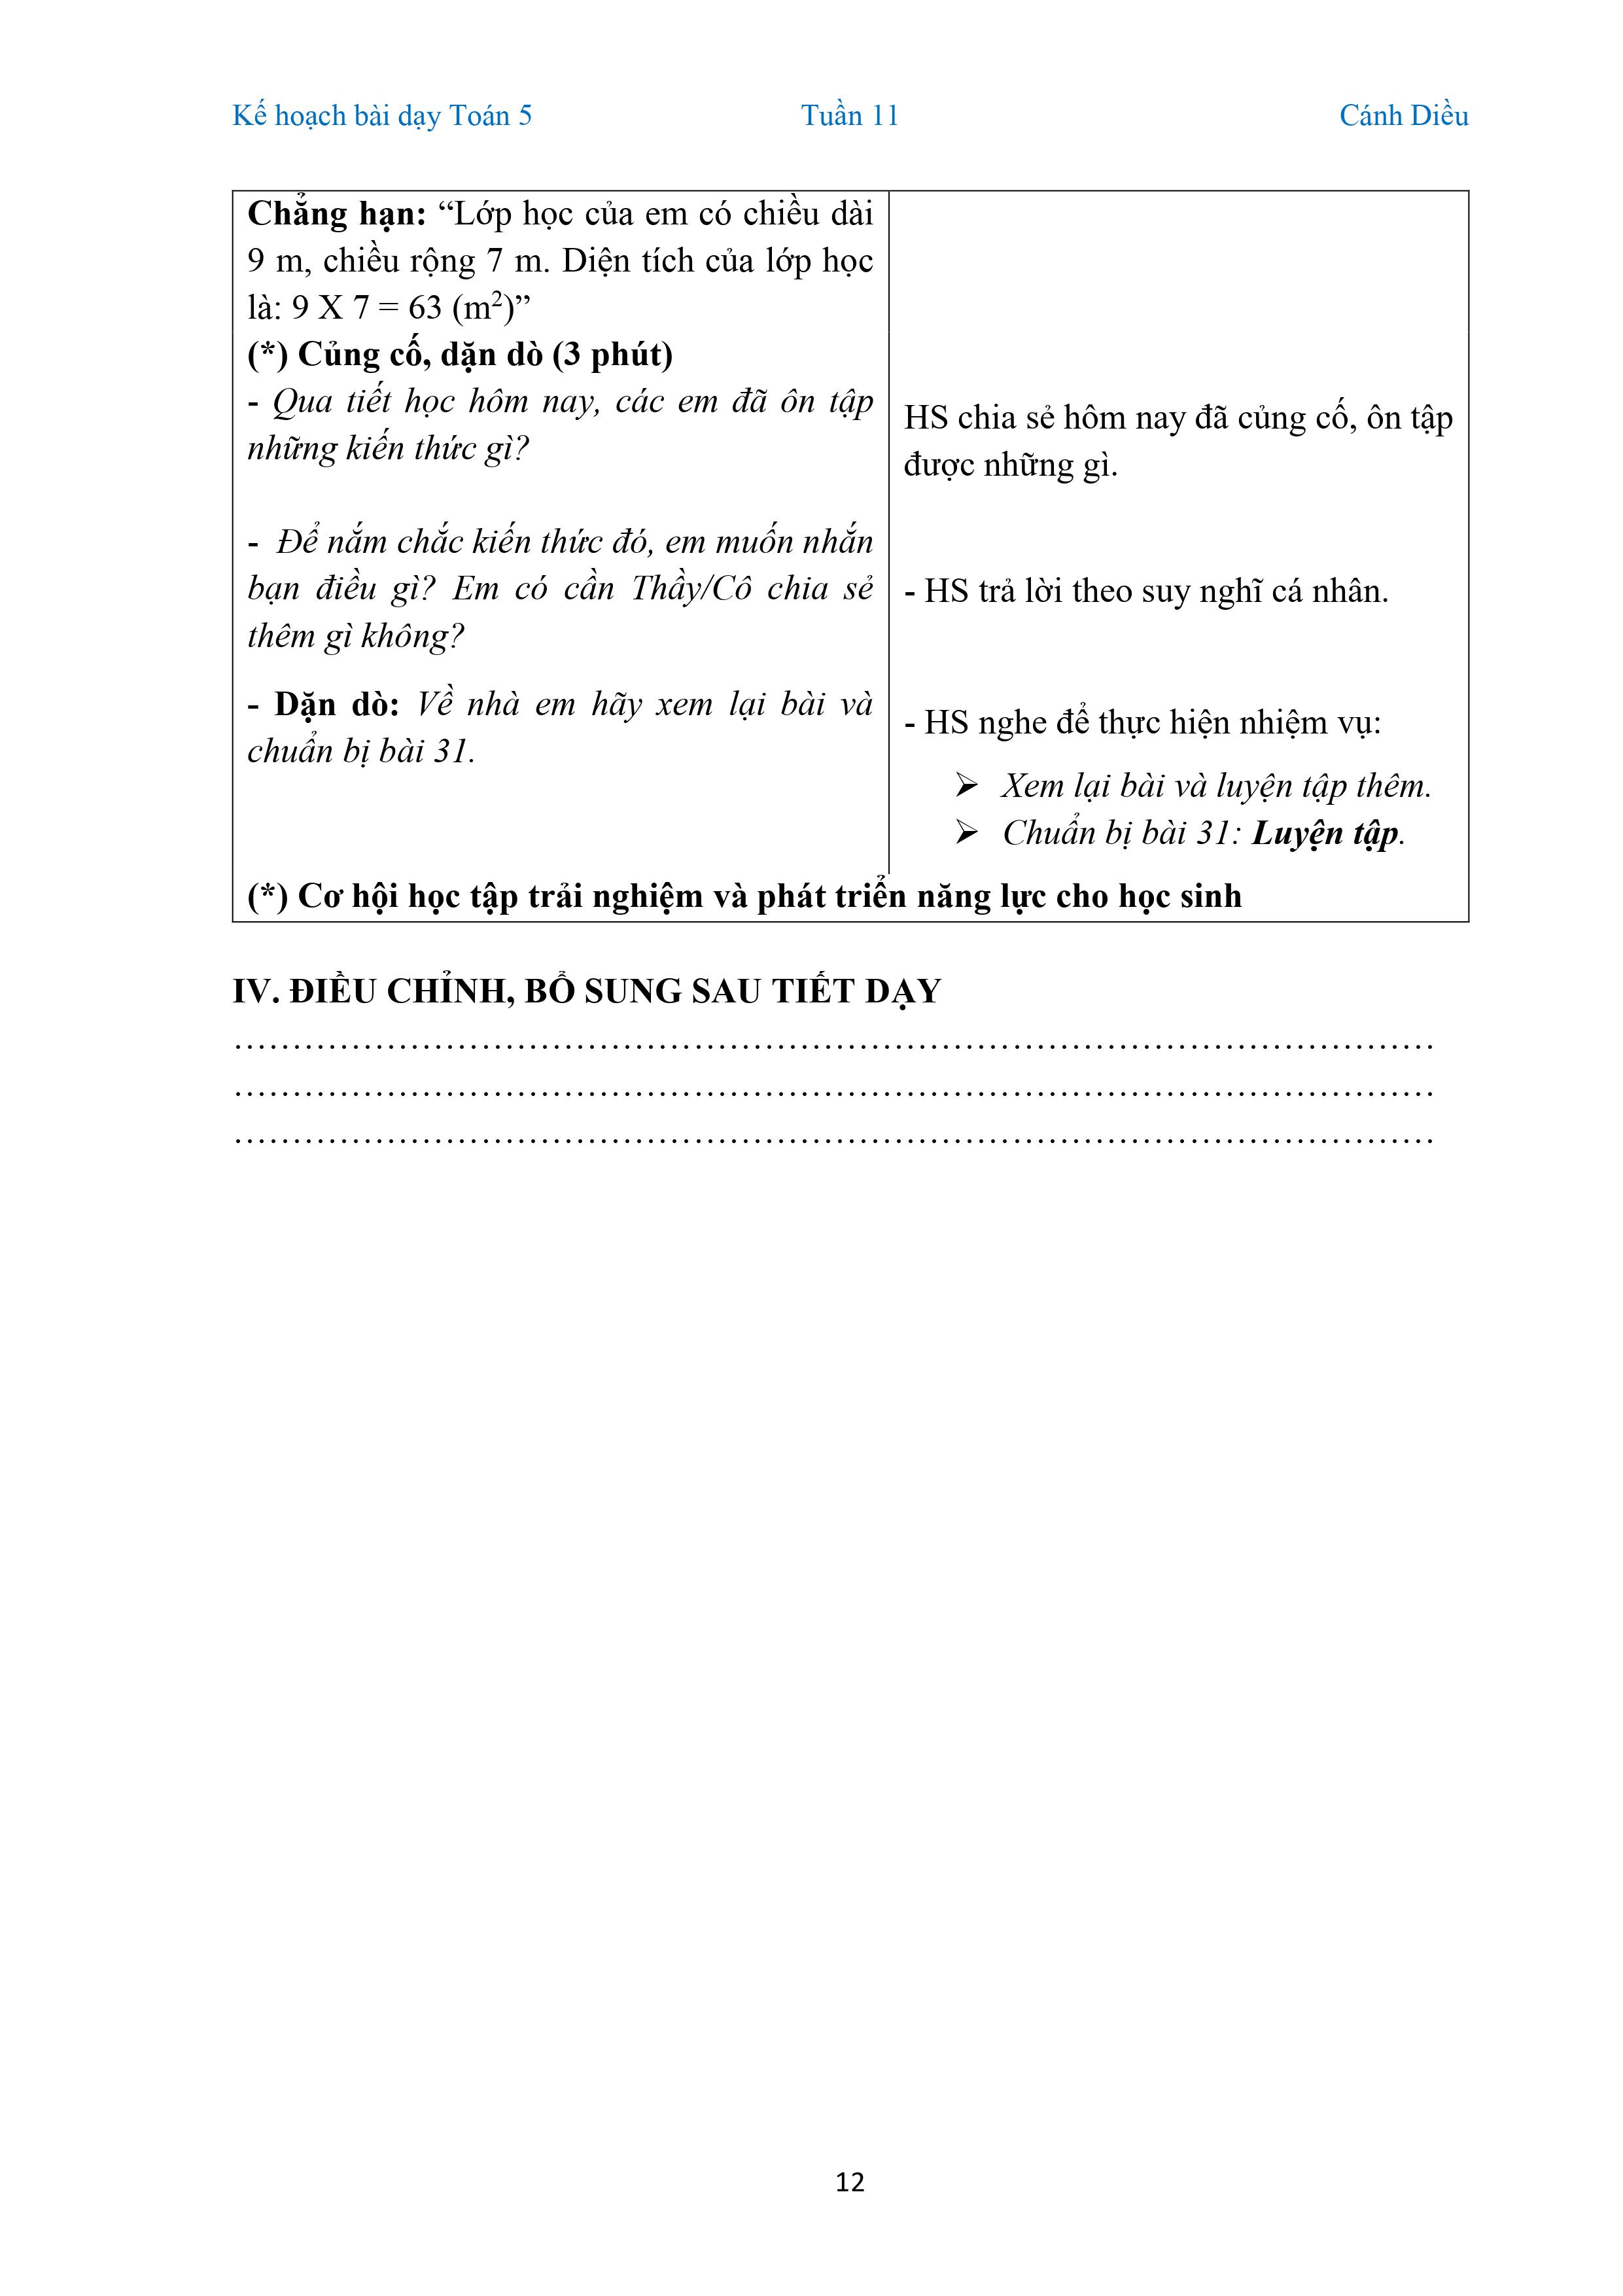 Kế hoạch bài dạy Toán 5 Tuần 11 Cánh Diều
Chẳng hạn: “Lớp học của em có chiều dài
9 m, chiều rộng 7 m. Diện tích của lớp học
là: 9 X 7 = 63 (m²)”
(*) Củng cố, dặn dò (3 phút)
- Qua tiết học hôm nay, các em đã ôn tập
những kiến thức gì?
HS chia sẻ hôm nay đã củng cố, ôn tập
được những gì.
- Để nắm chắc kiến thức đó, em muốn nhắn
bạn điều gì? Em có cần Thầy/Cô chia sẻ
thêm gì không?
- HS trả lời theo suy nghĩ cá nhân.
- Dặn dò: Về nhà em hãy xem lại bài và
chuẩn bị bài 31.
- HS nghe để thực hiện nhiệm vụ:
➢ Xem lại bài và luyện tập thêm.
➢ Chuẩn bị bài 31: Luyện tập.
(*) Cơ hội học tập trải nghiệm và phát triển năng lực cho học sinh
IV. ĐIỀU CHỈNH, BỔ SUNG SAU TIẾT DẠY
……………………………………………………………………………………………
……………………………………………………………………………………………
……………………………………………………………………………………………
12